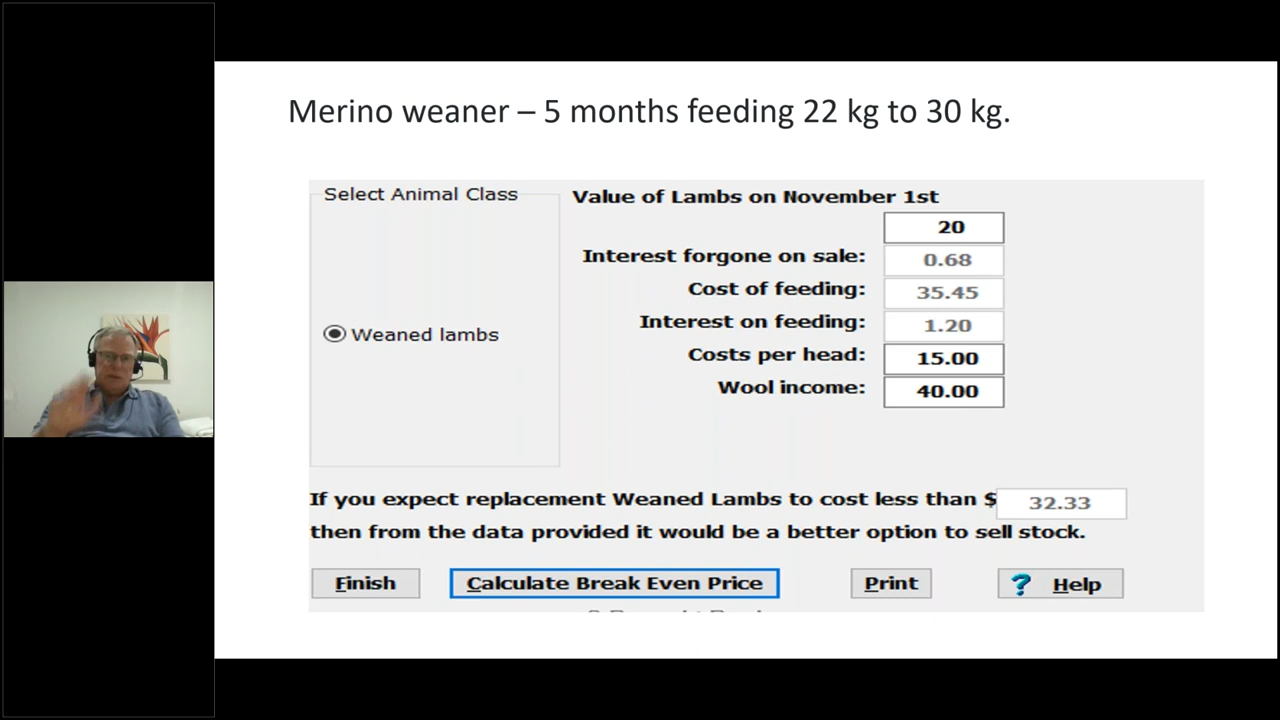 Merino weaner – 5 months feeding 22 kg to 30 kg.
Select Animal Class
Value of Lambs on November 1st
20
Interest forgone on sale: 0.68
Cost of feeding: 35.45
Interest on feeding: 1.20
Weaned lambs
Costs per head: 15.00
Wool income: 40.00
If you expect replacement Weaned Lambs to cost less than $ 32.33
then from the data provided it would be a better option to sell stock.
Finish Calculate Break Even Price Print ? Help